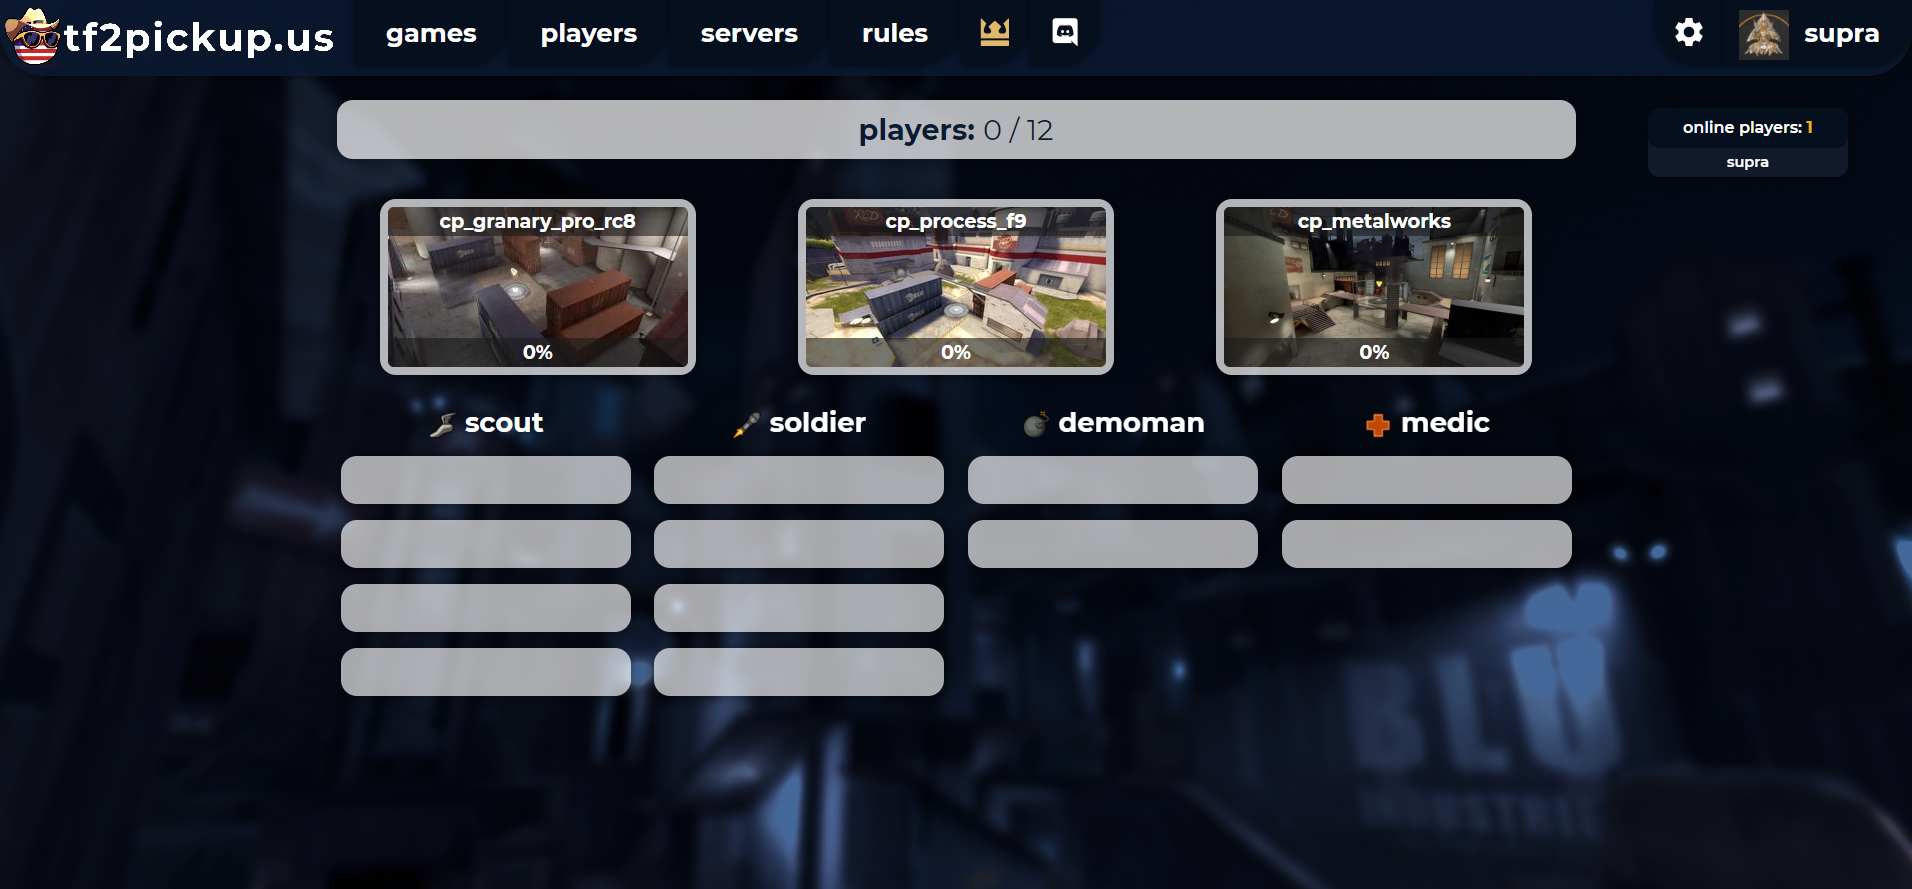 tf2pickup.us
games
players
servers
rules
supra
players: 0 / 12
online players: 1
supra
cp_granary_pro_rc8
0%
cp_process_f9
0%
cp_metalworks
0%
scout
soldier
demoman
medic
BLU
INDUSTRIE